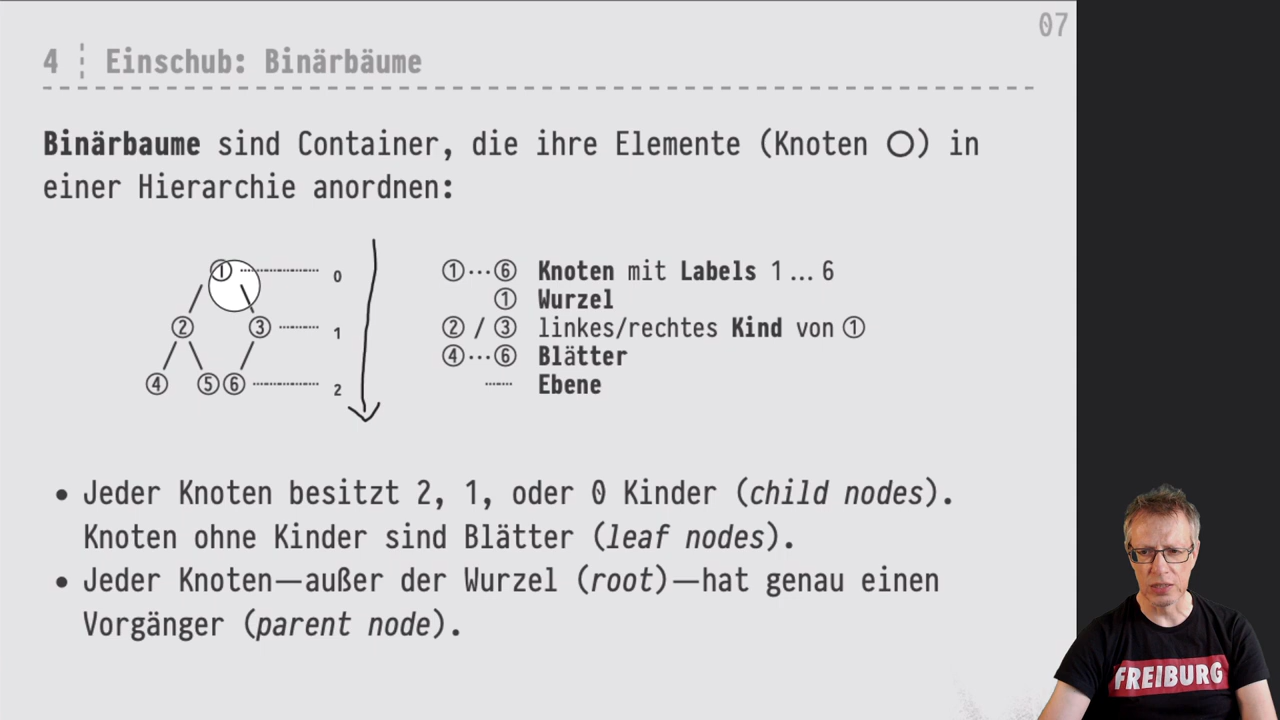 07
4 ¦ Einschub: Binärbäume
Binärbaume sind Container, die ihre Elemente (Knoten ○) in
einer Hierarchie anordnen:
① 0
② ③ 1
④ ⑤ ⑥ 2
①⋯⑥ Knoten mit Labels 1…6
① Wurzel
② / ③ linkes/rechtes Kind von ①
④⋯⑥ Blätter
Ebene
• Jeder Knoten besitzt 2, 1, oder 0 Kinder (child nodes).
Knoten ohne Kinder sind Blätter (leaf nodes).
• Jeder Knoten—außer der Wurzel (root)—hat genau einen
Vorgänger (parent node).
FREIBURG